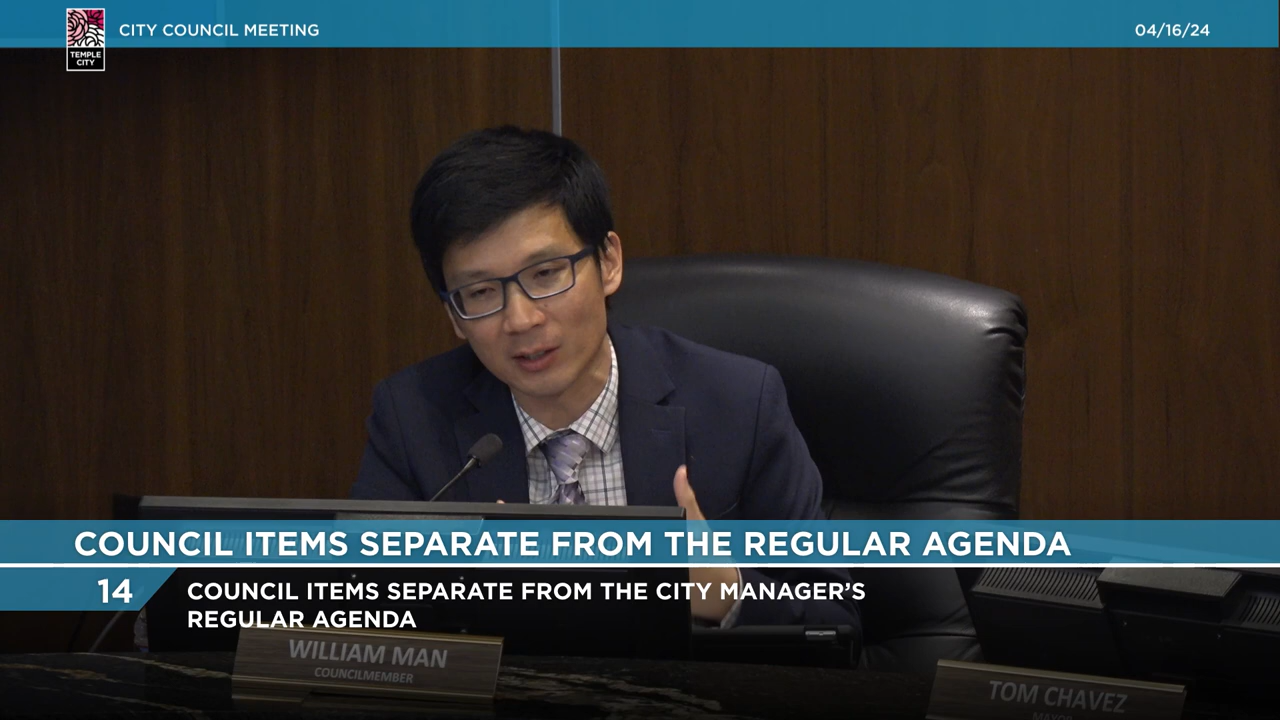 CITY COUNCIL MEETING
04/16/24
TEMPLE
CITY
COUNCIL ITEMS SEPARATE FROM THE REGULAR AGENDA
14
COUNCIL ITEMS SEPARATE FROM THE CITY MANAGER'S
REGULAR AGENDA
WILLIAM MAN
COUNCILMEMBER
TOM CHAVEZ
MAYOR